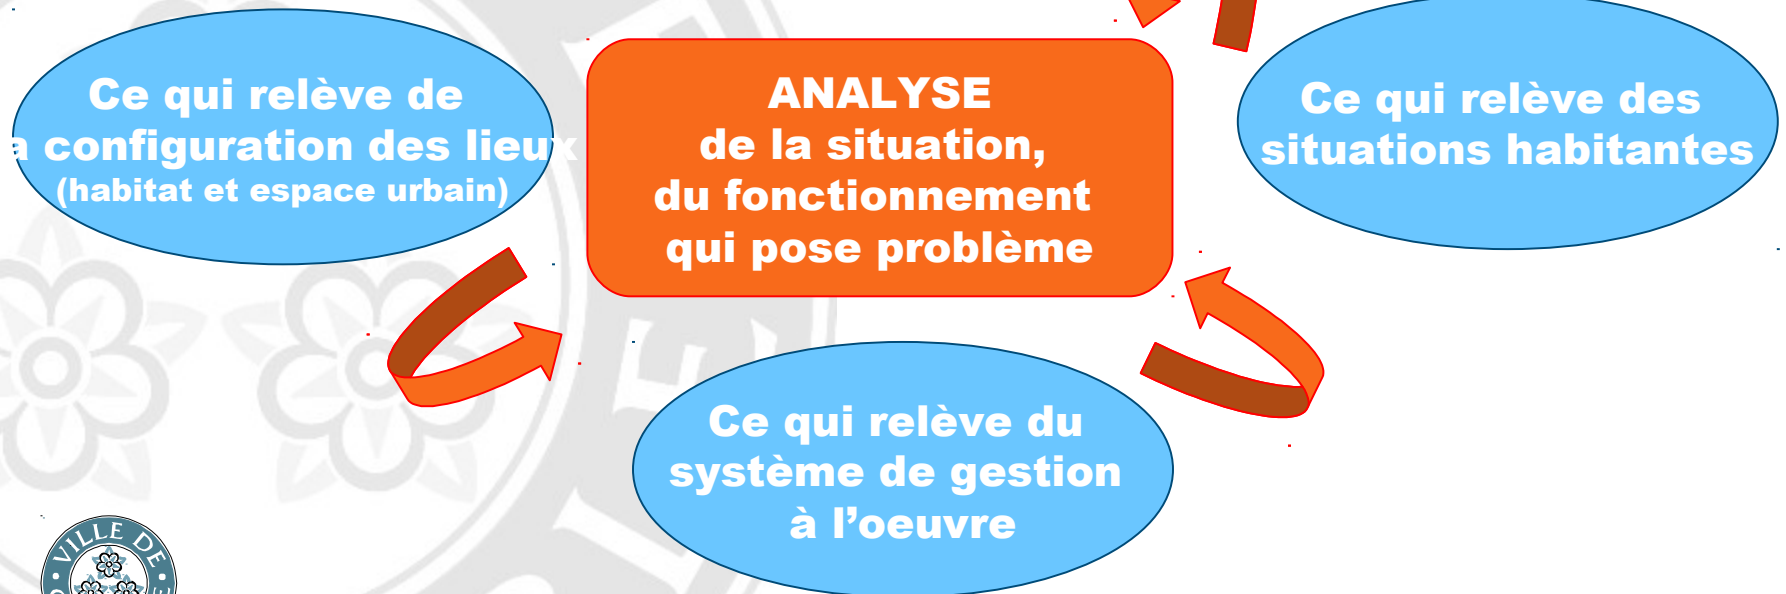 Ce qui relève de
a configuration des lieux
(habitat et espace urbain)
ANALYSE
de la situation,
du fonctionnement
qui pose problème
Ce qui relève des
situations habitantes
Ce qui relève du
système de gestion
à l’oeuvre
VILLE DE